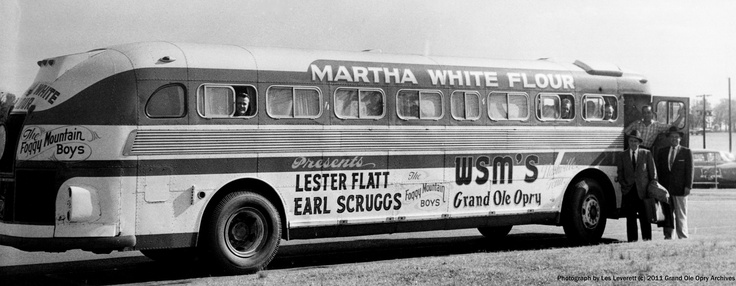 MARTHA WHITE FLOUR
WHITE
The
Foggy Mountain
Boys
Presents
LESTER FLATT
EARL SCRUGGS
The
Foggy Mountain
BOYS
WSM'S
Grand Ole Opry
Photograph by Les Leverett (c) 2011 Grand Ole Opry Archives